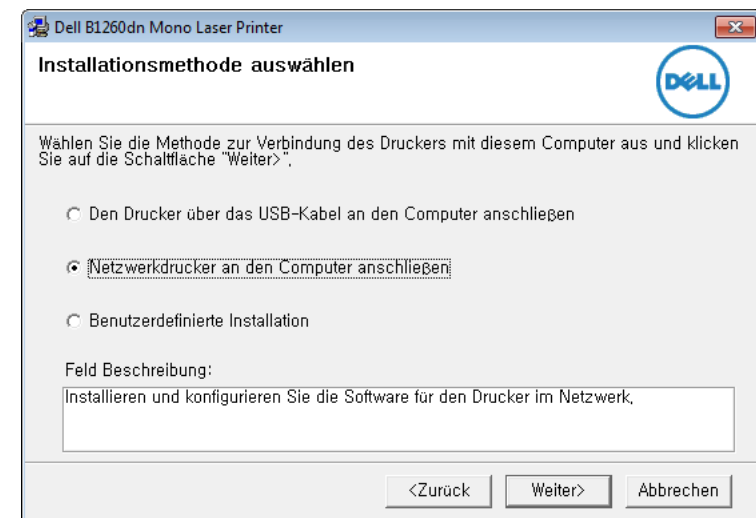 Dell B1260dn Mono Laser Printer
Installationsmethode auswählen
DELL
Wählen Sie die Methode zur Verbindung des Druckers mit diesem Computer aus und klicken
Sie auf die Schaltfläche "Weiter>".
Den Drucker über das USB-Kabel an den Computer anschließen
Netzwerkdrucker an den Computer anschließen
Benutzerdefinierte Installation
Feld Beschreibung:
Installieren und konfigurieren Sie die Software für den Drucker im Netzwerk.
<Zurück Weiter> Abbrechen